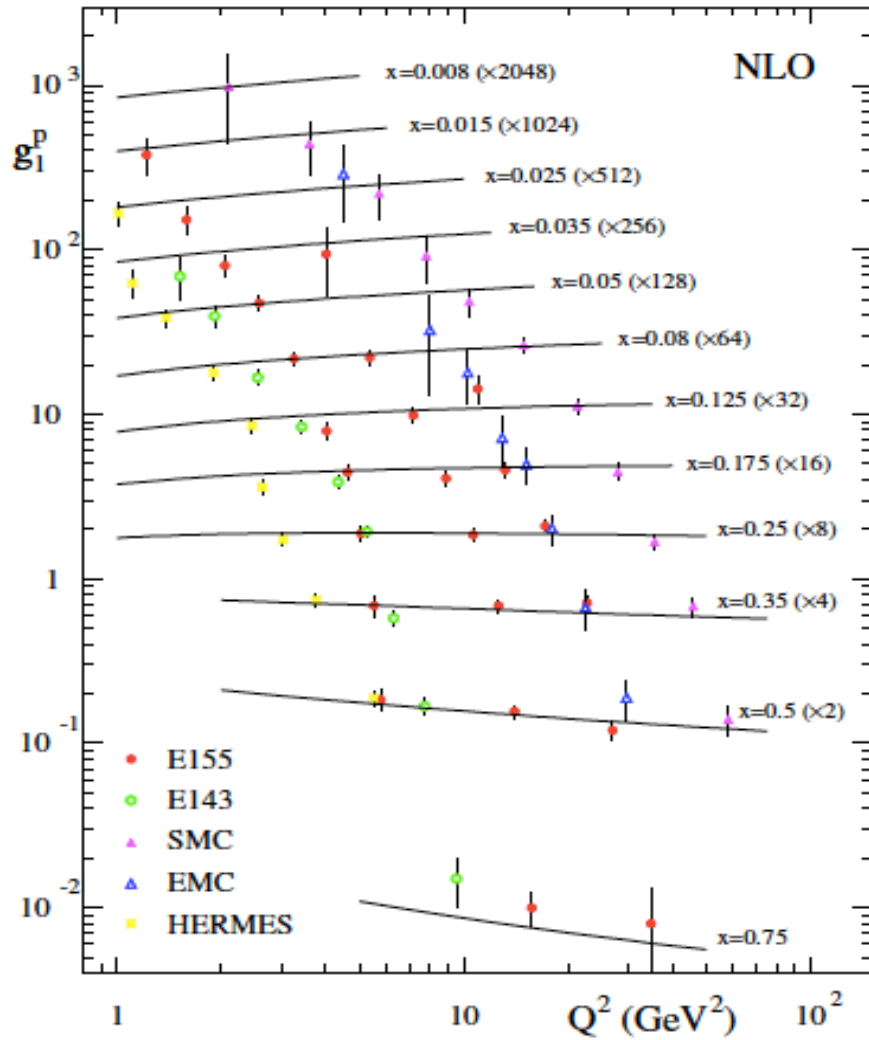 NLO
g₁ᵖ
10³
10²
10
1
10⁻¹
10⁻²
x=0.008 (×2048)
x=0.015 (×1024)
x=0.025 (×512)
x=0.035 (×256)
x=0.05 (×128)
x=0.08 (×64)
x=0.125 (×32)
x=0.175 (×16)
x=0.25 (×8)
x=0.35 (×4)
x=0.5 (×2)
x=0.75
E155
E143
SMC
EMC
HERMES
1
10
10²
Q² (GeV²)